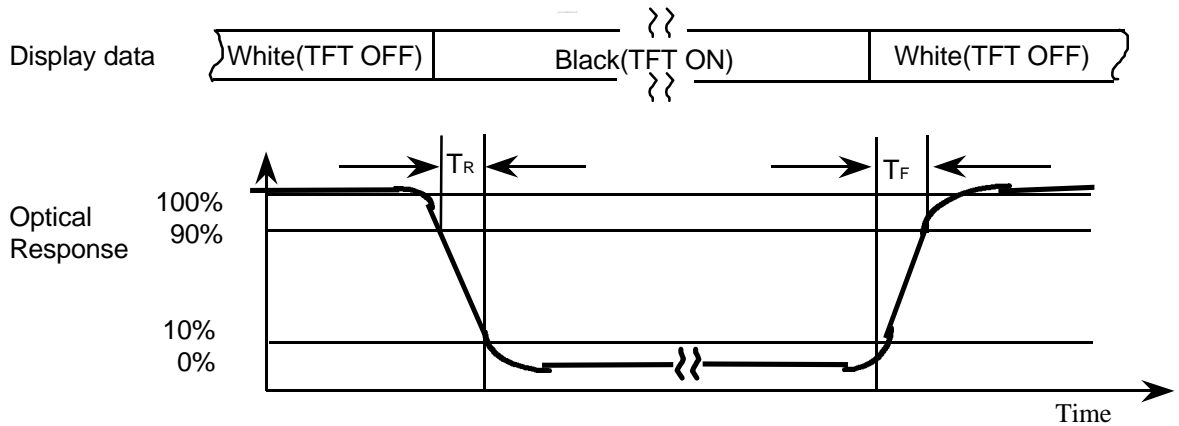 Display data
White(TFT OFF)
Black(TFT ON)
White(TFT OFF)
TR
TF
Optical
Response
100%
90%
10%
0%
Time